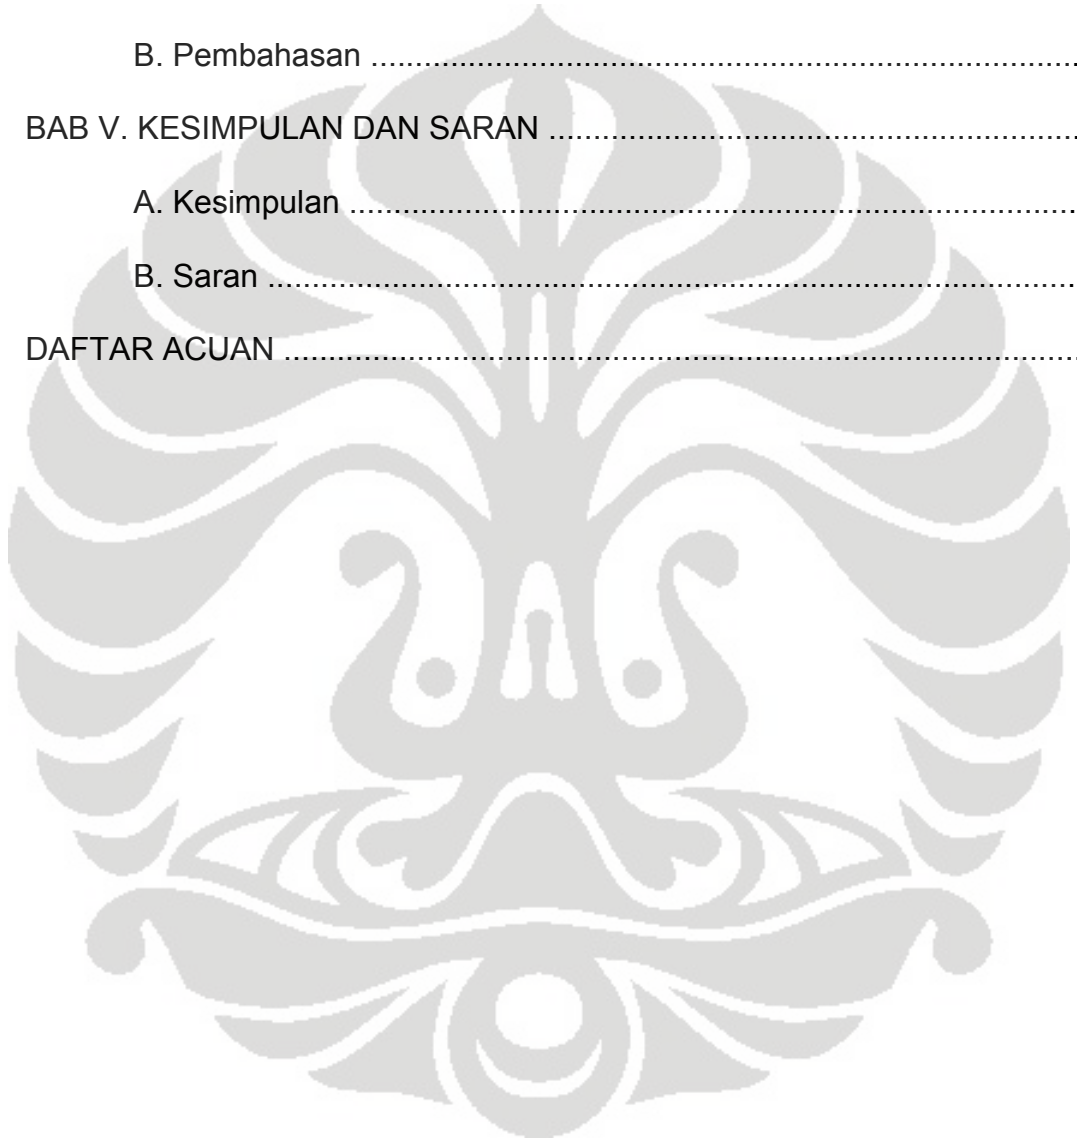 B. Pembahasan ........................................................................................
BAB V. KESIMPULAN DAN SARAN ..................................................................
A. Kesimpulan ..........................................................................................
B. Saran ....................................................................................................
DAFTAR ACUAN ..................................................................................................